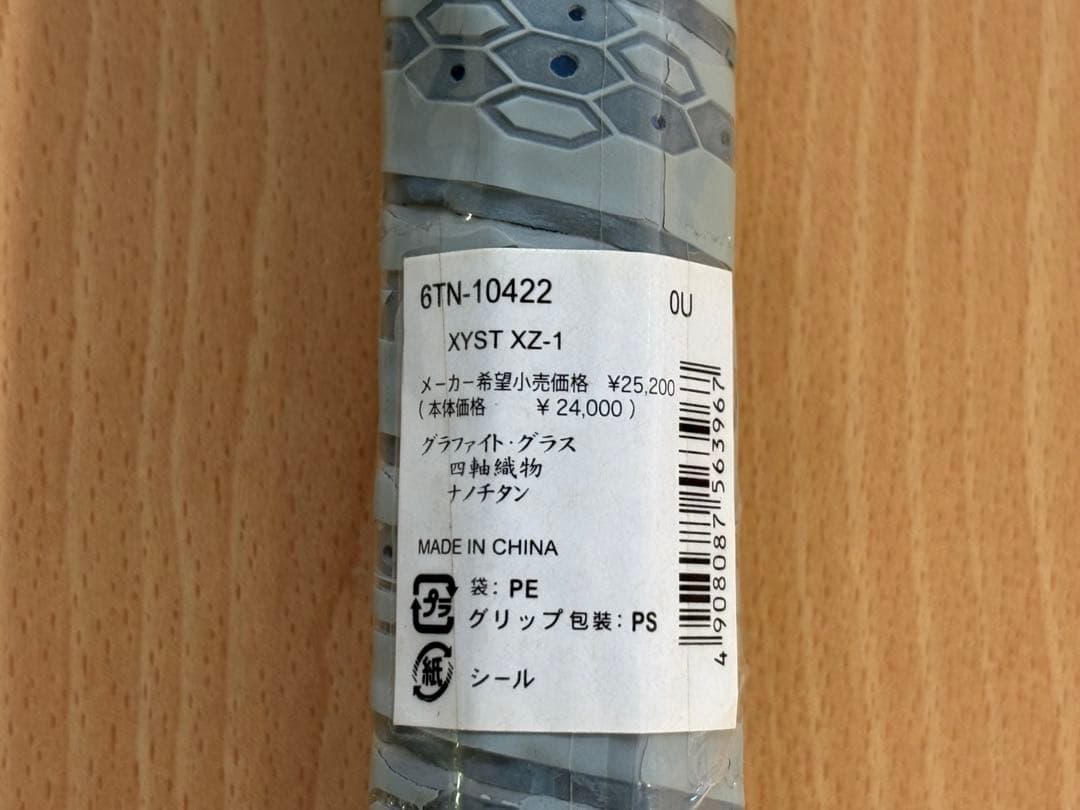 6TN-10422 0U
XYST XZ-1
メーカー希望小売価格 ¥25,200
(本体価格 ¥ 24,000 )
グラファイト・グラス
四軸織物
ナノチタン
MADE IN CHINA
プラ 袋: PE
グリップ包装: PS
紙 シール
4908087563967